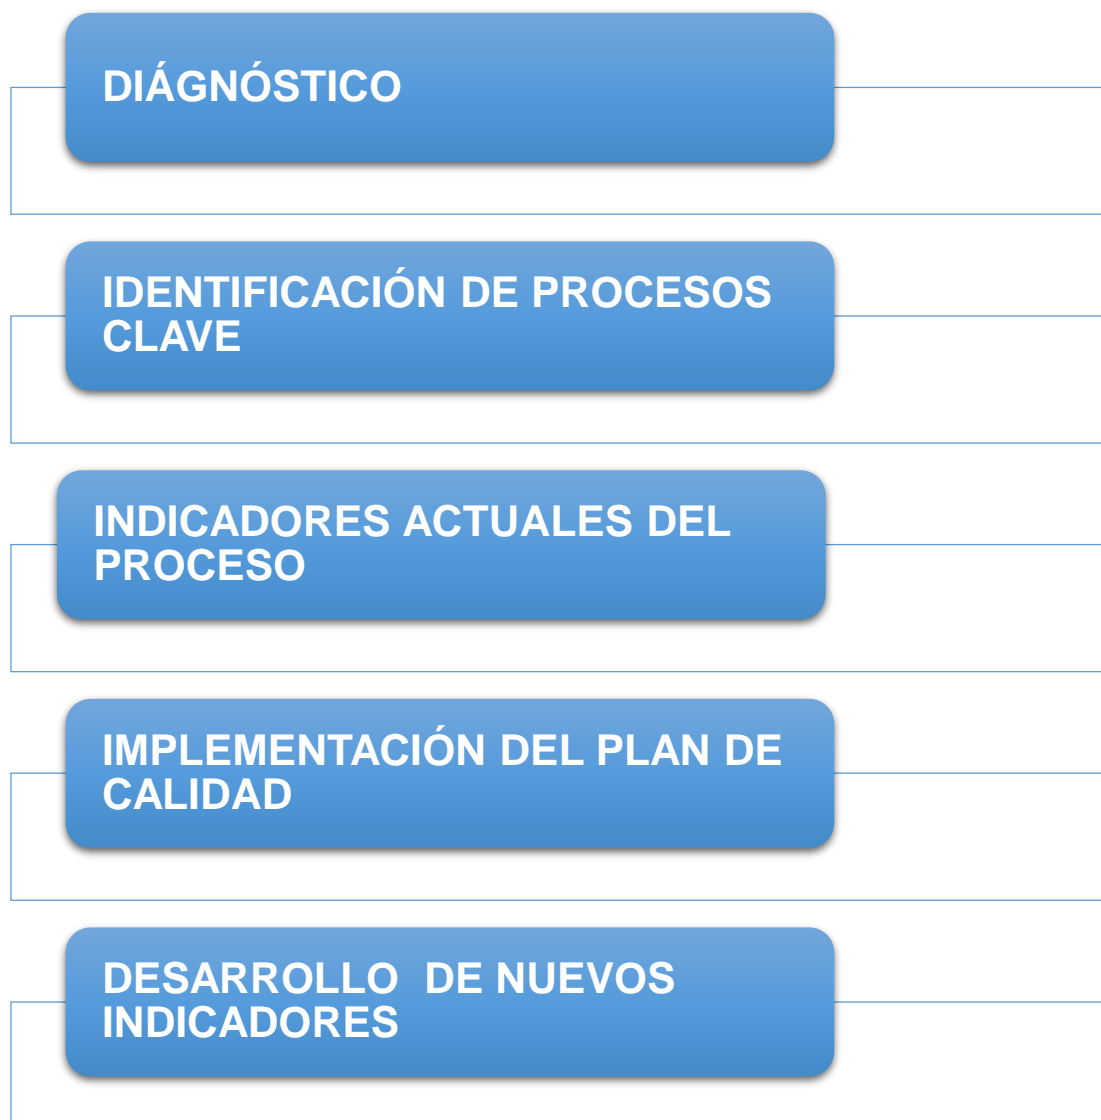 DIÁGNÓSTICO
IDENTIFICACIÓN DE PROCESOS
CLAVE
INDICADORES ACTUALES DEL
PROCESO
IMPLEMENTACIÓN DEL PLAN DE
CALIDAD
DESARROLLO  DE NUEVOS
INDICADORES